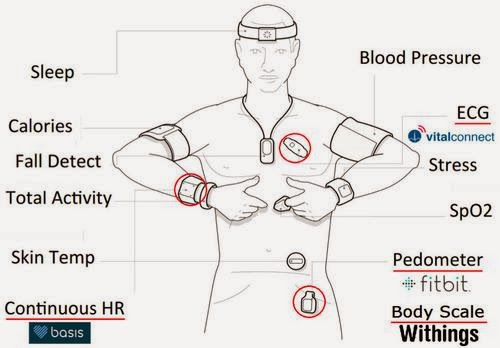 Sleep
Blood Pressure
Calories
ECG
vitalconnect
Fall Detect
Stress
Total Activity
SpO2
Skin Temp
Pedometer
fitbit.
Continuous HR
basis
Body Scale
Withings